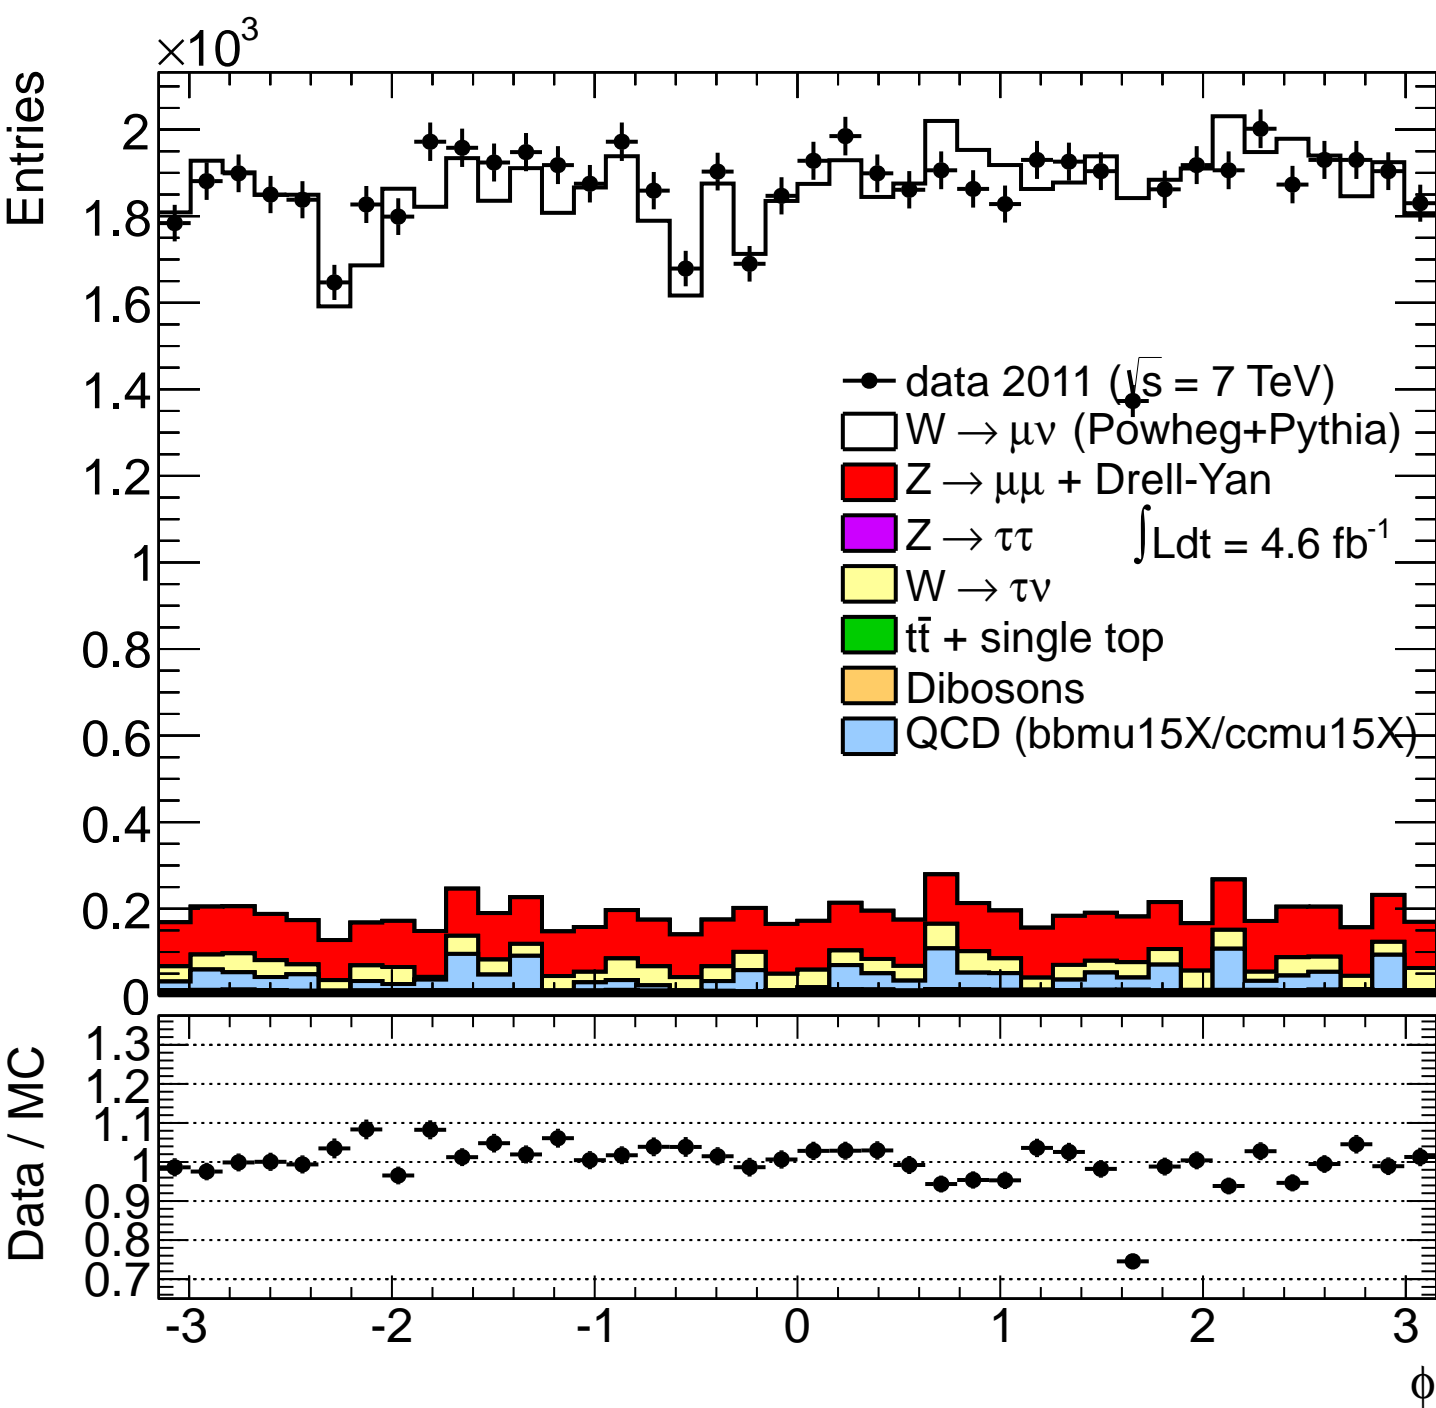 ×10³
Entries
2
1.8
1.6
1.4
1.2
1
0.8
0.6
0.4
0.2
0
data 2011 (√s = 7 TeV)
W → μν (Powheg+Pythia)
Z → μμ + Drell-Yan
Z → ττ
∫Ldt = 4.6 fb⁻¹
W → τν
tt̄ + single top
Dibosons
QCD (bbmu15X/ccmu15X)
Data / MC
1.3
1.2
1.1
1
0.9
0.8
0.7
-3 -2 -1 0 1 2 3
ϕ